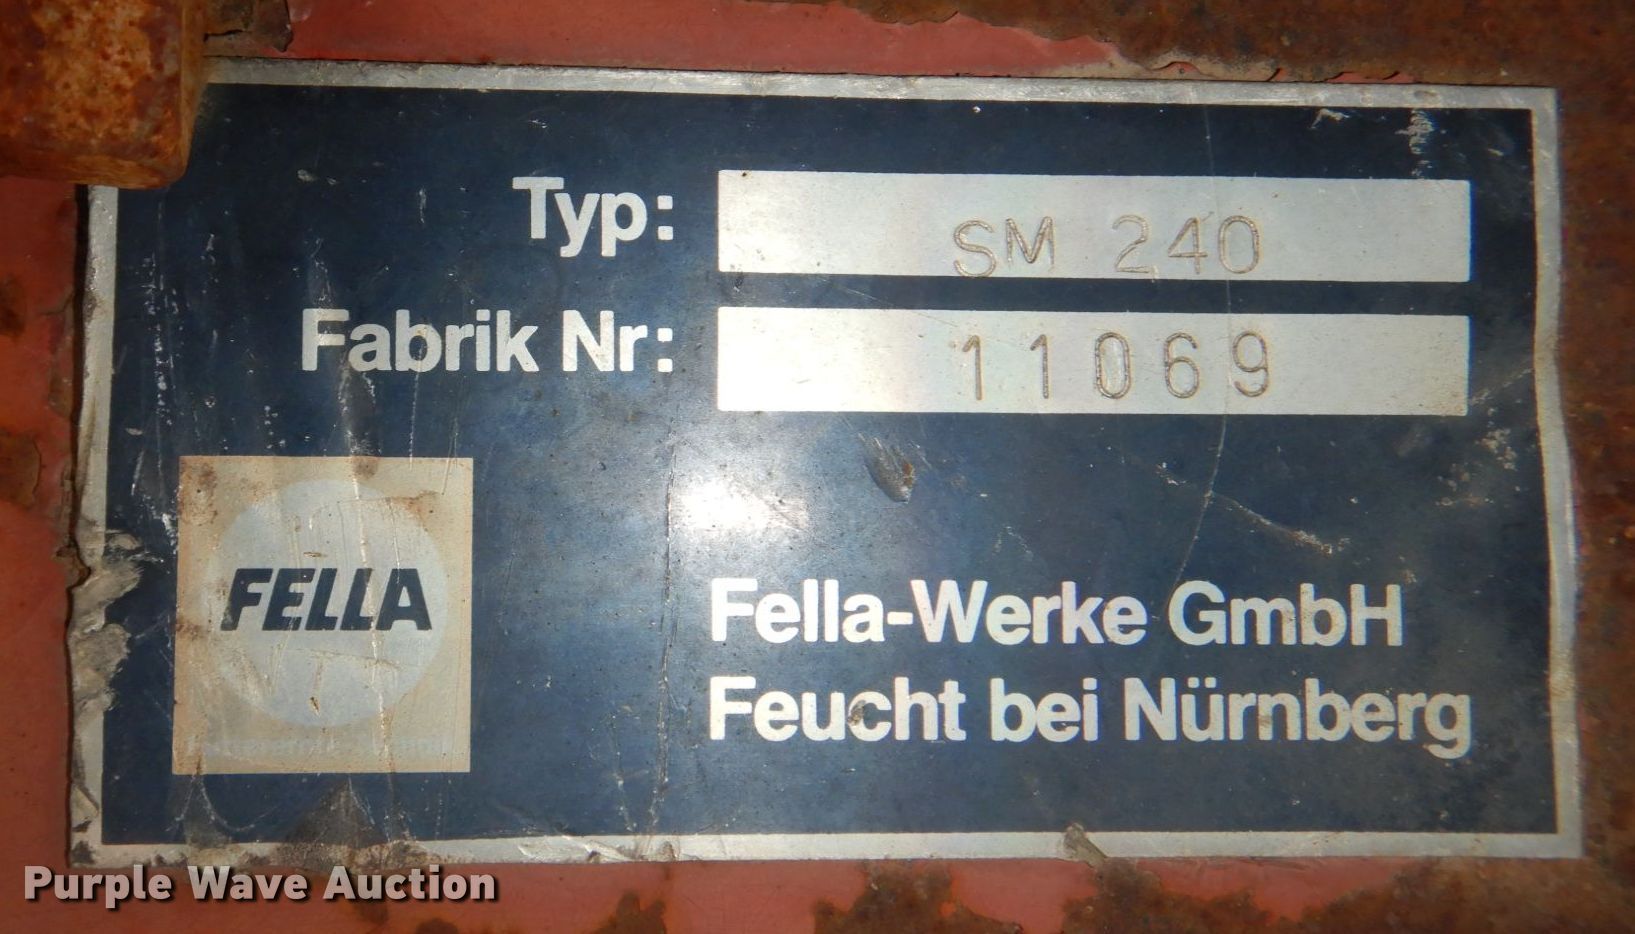 Typ: SM 240
Fabrik Nr: 11069
FELLA
Fella-Werke GmbH
Feucht bei Nürnberg
Purple Wave Auction